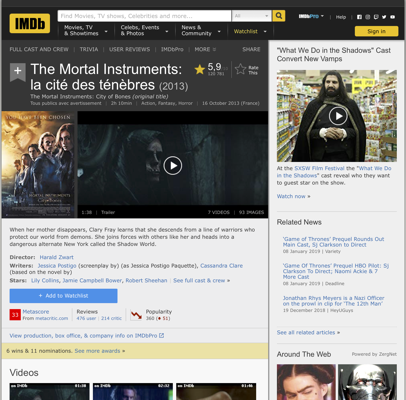 IMDb
Find Movies, TV shows, Celebrities and more...
All
IMDbPro
Help
Movies, TV & Showtimes
Celebs, Events & Photos
News & Community
Watchlist
Sign in
FULL CAST AND CREW | TRIVIA | USER REVIEWS | IMDbPro | MORE
SHARE
The Mortal Instruments:
la cité des ténèbres (2013)
The Mortal Instruments: City of Bones (original title)
Tous publics avec avertissement | 2h 10min | Action, Fantasy, Horror | 16 October 2013 (France)
5,9
Rate
This
1:38 | Trailer
7 VIDEOS | 93 IMAGES
When her mother disappears, Clary Fray learns that she descends from a line of warriors who
protect our world from demons. She joins forces with others like her and heads into a
dangerous alternate New York called the Shadow World.
Director: Harald Zwart
Writers: Jessica Postigo (screenplay by) (as Jessica Postigo Paquette), Cassandra Clare
(based on the novel by)
Stars: Lily Collins, Jamie Campbell Bower, Robert Sheehan | See full cast & crew »
+ Add to Watchlist
33
Metascore
From metacritic.com
Reviews
476 user | 214 critic
Popularity
360 (51)
View production, box office, & company info on IMDbPro
6 wins & 11 nominations. See more awards »
Videos
"What We Do in the Shadows" Cast
Convert New Vamps
At the SXSW Film Festival the "What We Do
in the Shadows" cast reveal who they
want to guest star on the show.
Watch now »
Related News
'Game Of Thrones' Prequel Rounds Out
Main Cast, Sj Clarkson to Direct
08 January 2019 | Variety
'Game Of Thrones' Prequel HBO Pilot: Sj
Clarkson To Direct; Naomi Ackie & 7
More Cast
08 January 2019 | Deadline
Jonathan Rhys Meyers is a Nazi Officer
on the prowl in clip for 'The 12th Man'
19 December 2018 | HeyUGuys
See all related articles »
Around The Web
Powered by ZergNet